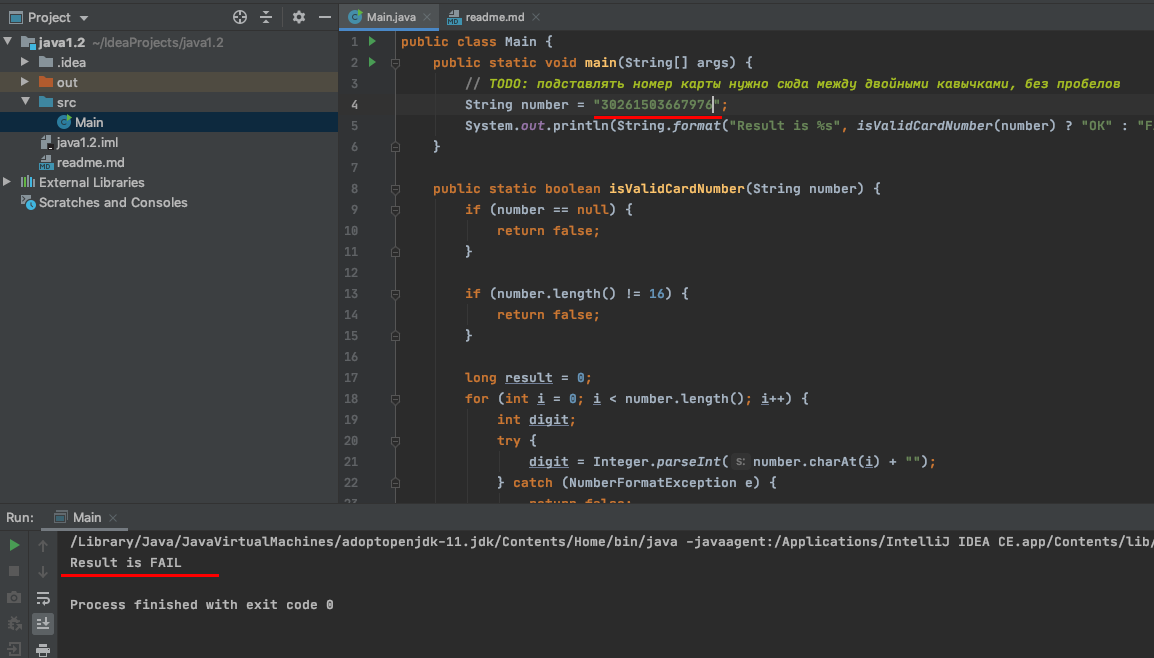 Project
Main.java
readme.md
java1.2 ~/IdeaProjects/java1.2
.idea
out
src
Main
java1.2.iml
readme.md
External Libraries
Scratches and Consoles
1 public class Main {
2 public static void main(String[] args) {
3 // TODO: подставлять номер карты нужно сюда между двойными кавычками, без пробелов
4 String number = "30261503667976";
5 System.out.println(String.format("Result is %s", isValidCardNumber(number) ? "OK" : "F
6 }
7
8 public static boolean isValidCardNumber(String number) {
9 if (number == null) {
10 return false;
11 }
12
13 if (number.length() != 16) {
14 return false;
15 }
16
17 long result = 0;
18 for (int i = 0; i < number.length(); i++) {
19 int digit;
20 try {
21 digit = Integer.parseInt( s: number.charAt(i) + "");
22 } catch (NumberFormatException e) {
23 return false;
Run: Main
/Library/Java/JavaVirtualMachines/adoptopenjdk-11.jdk/Contents/Home/bin/java -javaagent:/Applications/IntelliJ IDEA CE.app/Contents/lib/
Result is FAIL
Process finished with exit code 0